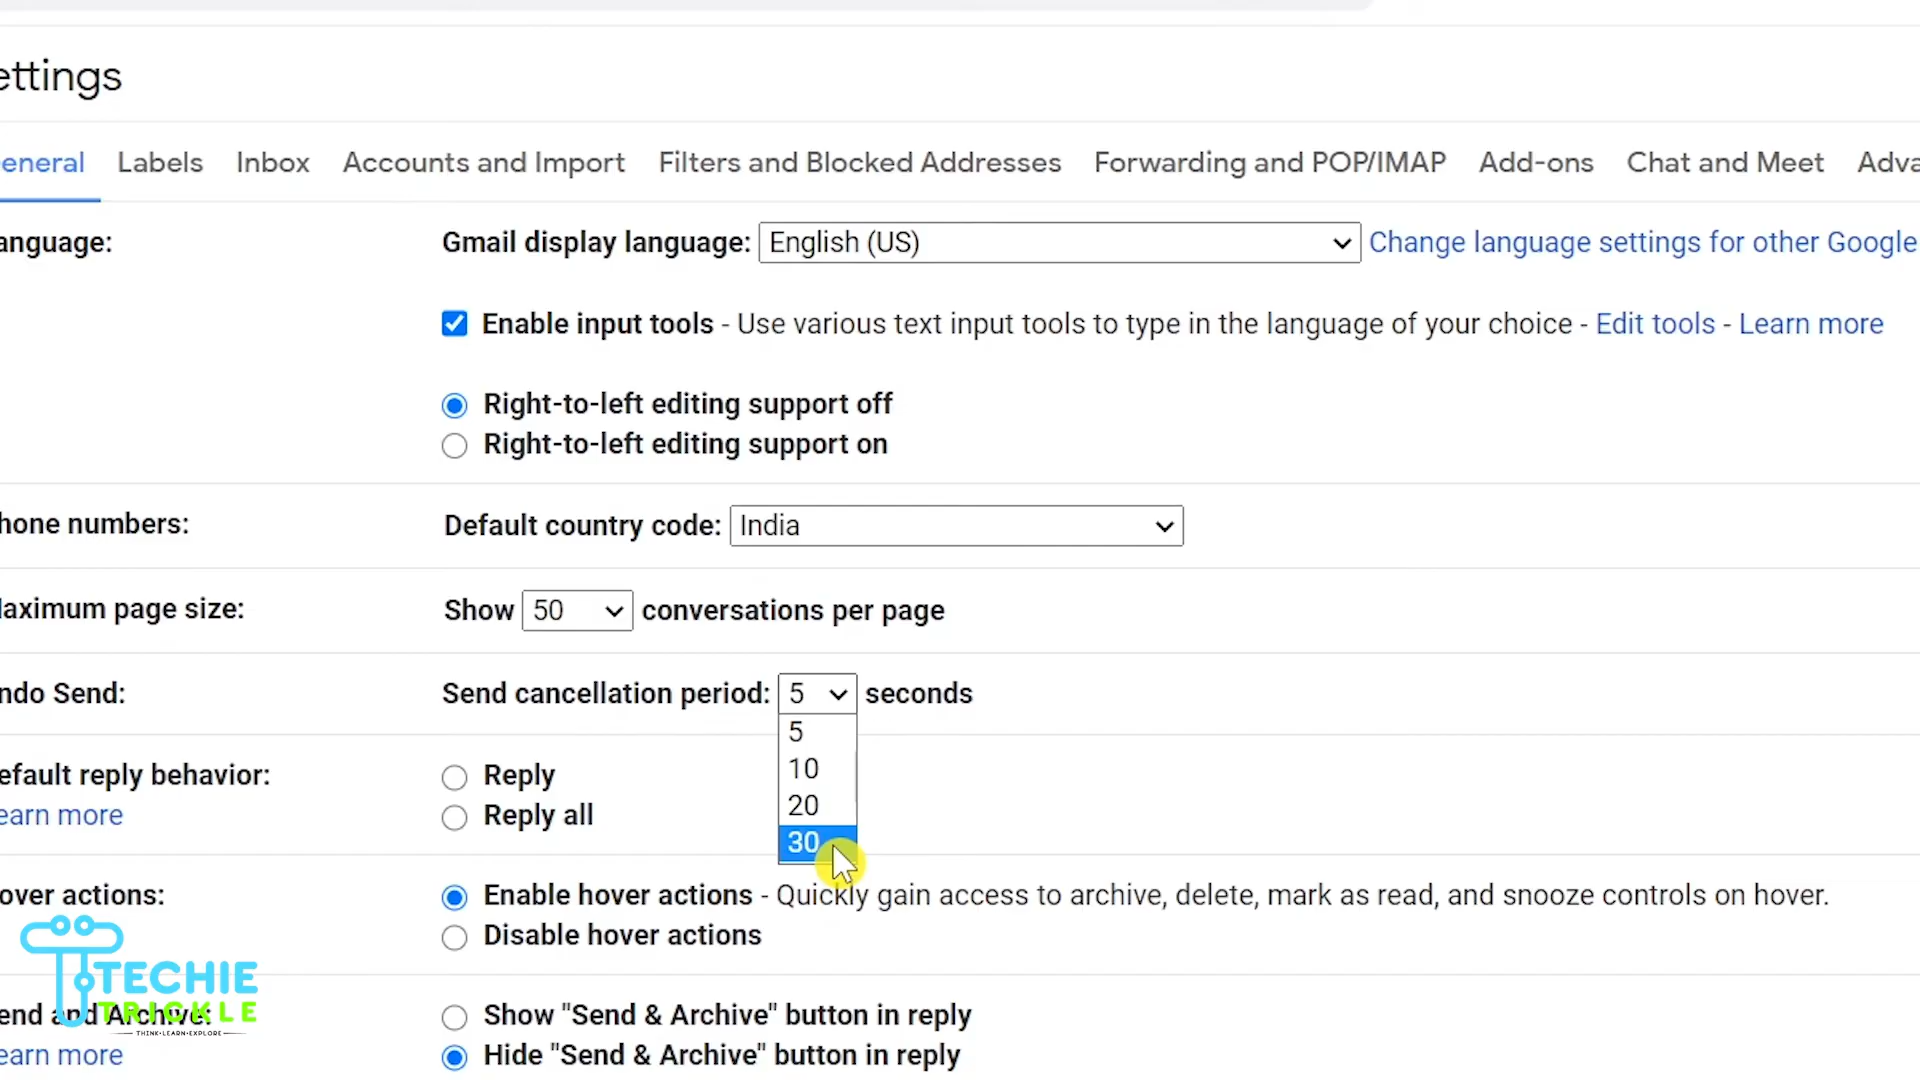 ettings
eneral Labels Inbox Accounts and Import Filters and Blocked Addresses Forwarding and POP/IMAP Add-ons Chat and Meet Adva
anguage: Gmail display language: English (US) Change language settings for other Google
Enable input tools - Use various text input tools to type in the language of your choice - Edit tools - Learn more
Right-to-left editing support off
Right-to-left editing support on
hone numbers: Default country code: India
aximum page size: Show 50 conversations per page
ndo Send: Send cancellation period: 5 seconds
5
10
20
30
efault reply behavior: Reply
earn more Reply all
over actions: Enable hover actions - Quickly gain access to archive, delete, mark as read, and snooze controls on hover.
Disable hover actions
TECHIE
TRICKLE
THINK-LEARN-EXPLORE
end and Archive: Show "Send & Archive" button in reply
earn more Hide "Send & Archive" button in reply